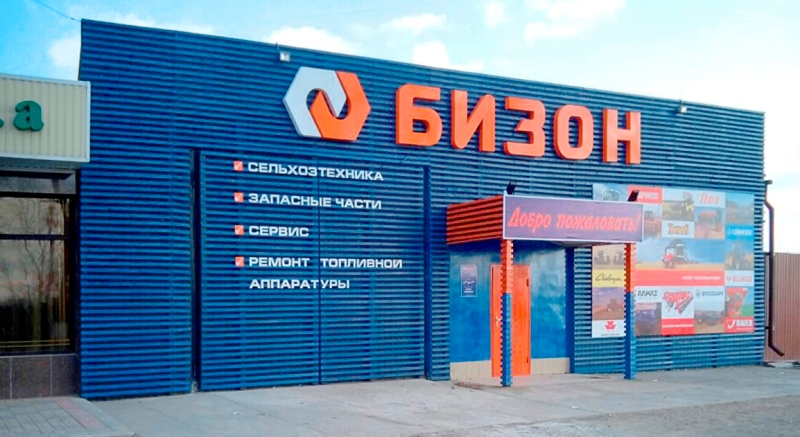 БИЗОН
СЕЛЬХОЗТЕХНИКА
ЗАПАСНЫЕ ЧАСТИ
СЕРВИС
РЕМОНТ ТОПЛИВНОЙ
АППАРАТУРЫ
Добро пожаловать!